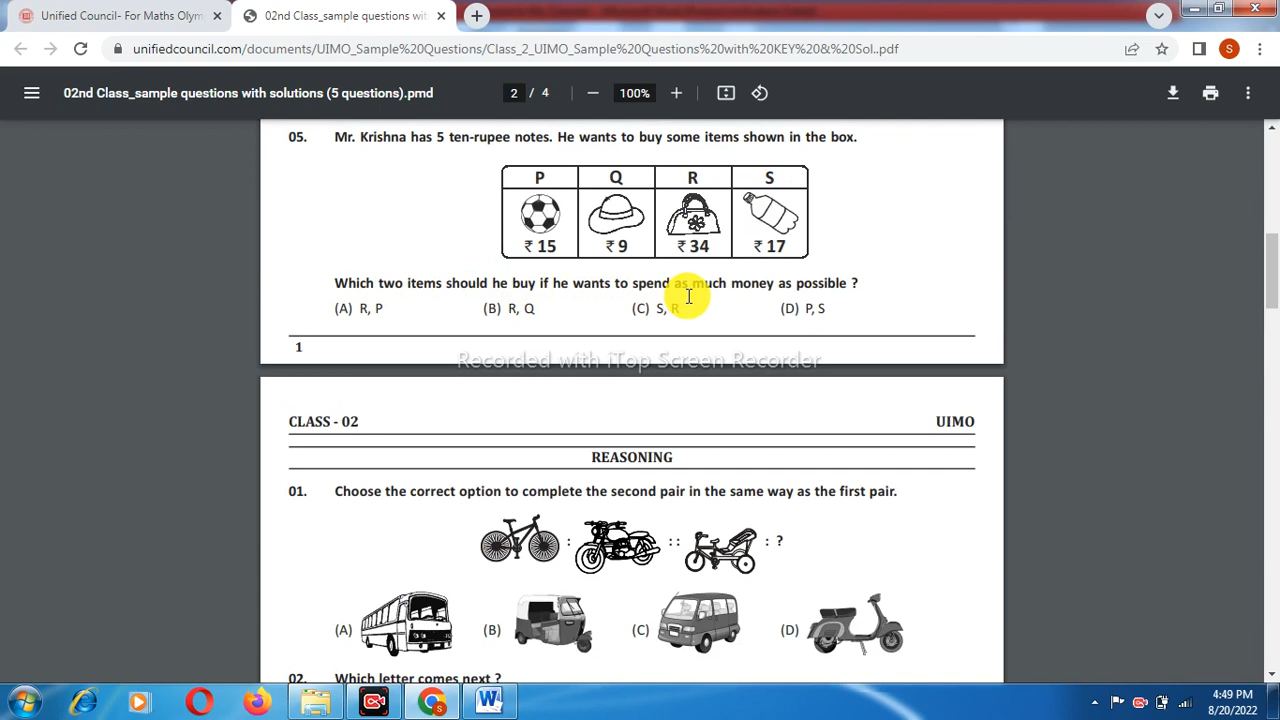 Unified Council- For Maths Olym
02nd Class_sample questions wit
unifiedcouncil.com/documents/UIMO_Sample%20Questions/Class_2_UIMO_Sample%20Questions%20with%20KEY%20&%20Sol..pdf
S
02nd Class_sample questions with solutions (5 questions).pmd
2 / 4
100%
05. Mr. Krishna has 5 ten-rupee notes. He wants to buy some items shown in the box.
P Q R S
₹ 15 ₹ 9 ₹ 34 ₹ 17
Which two items should he buy if he wants to spend as much money as possible ?
(A) R, P (B) R, Q (C) S, R (D) P, S
1
Recorded with iTop Screen Recorder
CLASS - 02 UIMO
REASONING
01. Choose the correct option to complete the second pair in the same way as the first pair.
: : : : ?
(A) (B) (C) (D)
02. Which letter comes next ?
4:49 PM
8/20/2022